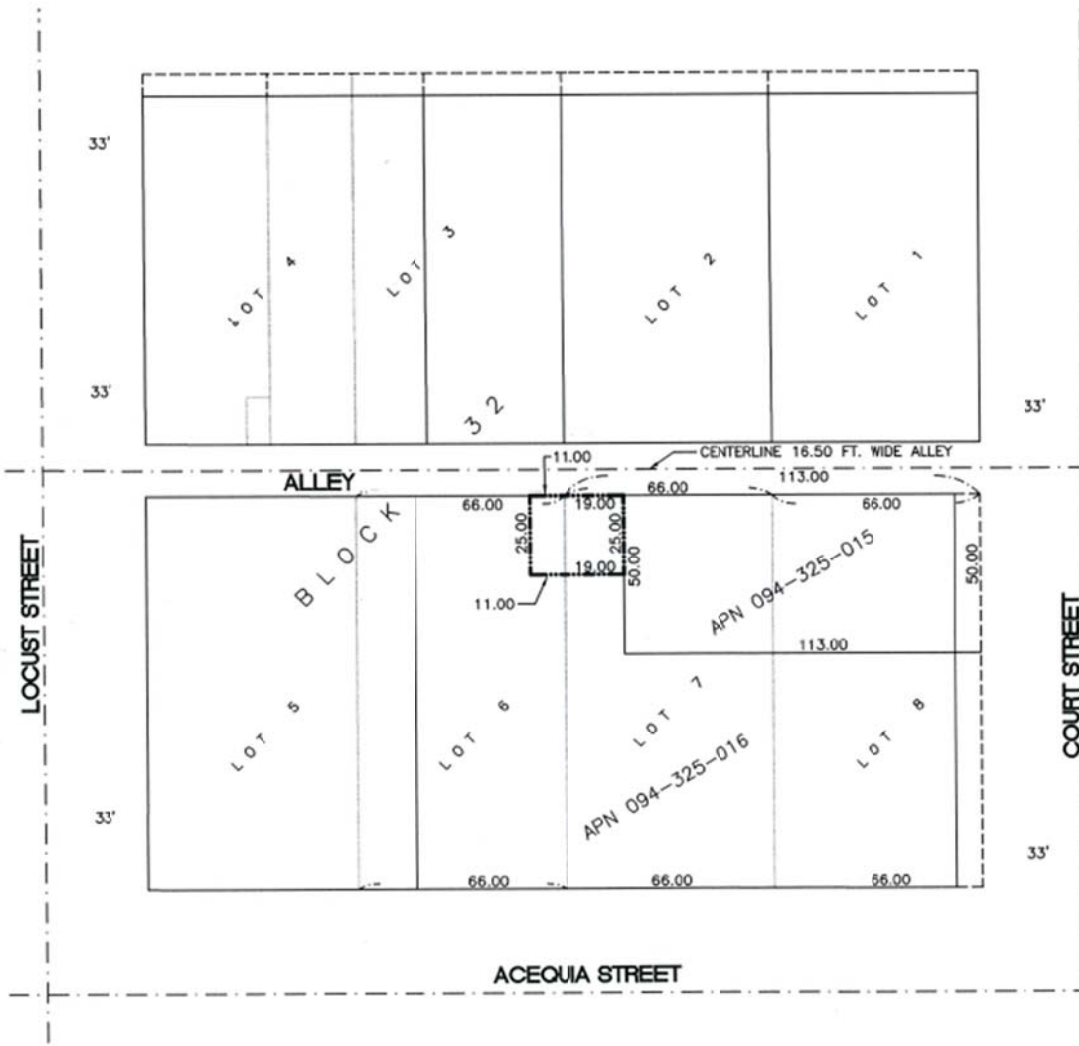 33'
LOT 4
LOT 3
LOT 2
LOT 1
33'
33'
32
11.00
CENTERLINE 16.50 FT. WIDE ALLEY
113.00
ALLEY
66.00
19.00
66.00
66.00
BLOCK
25.00
25.00
50.00
50.00
19.00
11.00
APN 094-325-015
113.00
LOCUST STREET
COURT STREET
LOT 5
LOT 6
LOT 7
LOT 8
APN 094-325-016
33'
33'
66.00
66.00
66.00
ACEQUIA STREET